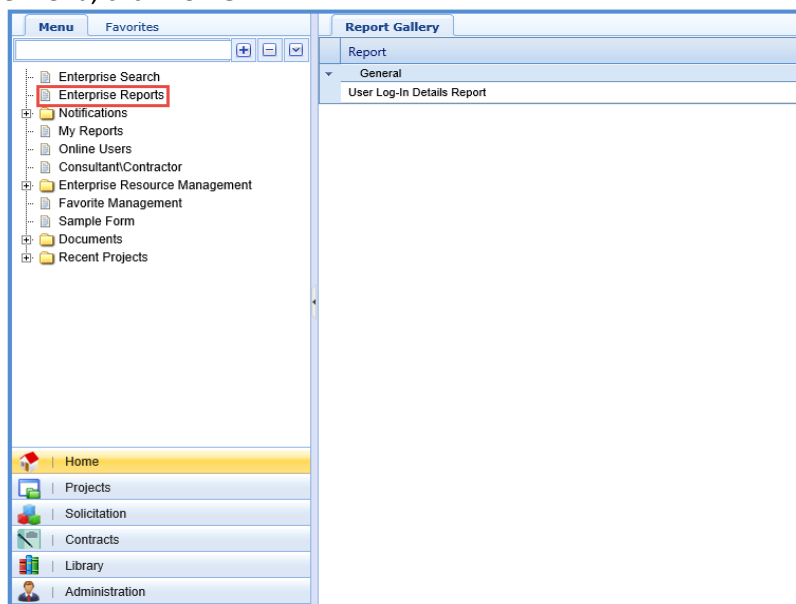 Menu Favorites
Enterprise Search
Enterprise Reports
Notifications
My Reports
Online Users
Consultant\Contractor
Enterprise Resource Management
Favorite Management
Sample Form
Documents
Recent Projects
Home
Projects
Solicitation
Contracts
Library
Administration
Report Gallery
Report
General
User Log-In Details Report